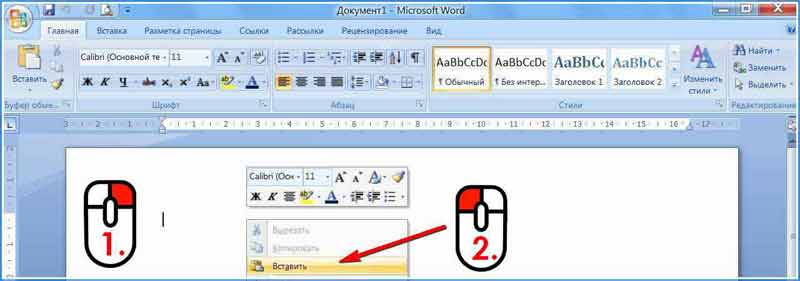 Документ1 - Microsoft Word
Главная Вставка Разметка страницы Ссылки Рассылки Рецензирование Вид
Calibri (Основной те 11
Вставить
Ж К Ч abc x₂ x² Aa
AaBbCcDc AaBbCcDc AaBbCc AaBbCc
¶ Обычный ¶ Без интер... Заголовок 1 Заголовок 2
Изменить стили
Найти
Заменить
Выделить
Буфер обме... Шрифт Абзац Стили Редактирование
3 2 1 1 2 3 4 5 6 7 8 9 10 11 12 13 14 15 16 17
Calibri (Осн 11
Ж К
1.
2.
Вырезать
Копировать
Вставить